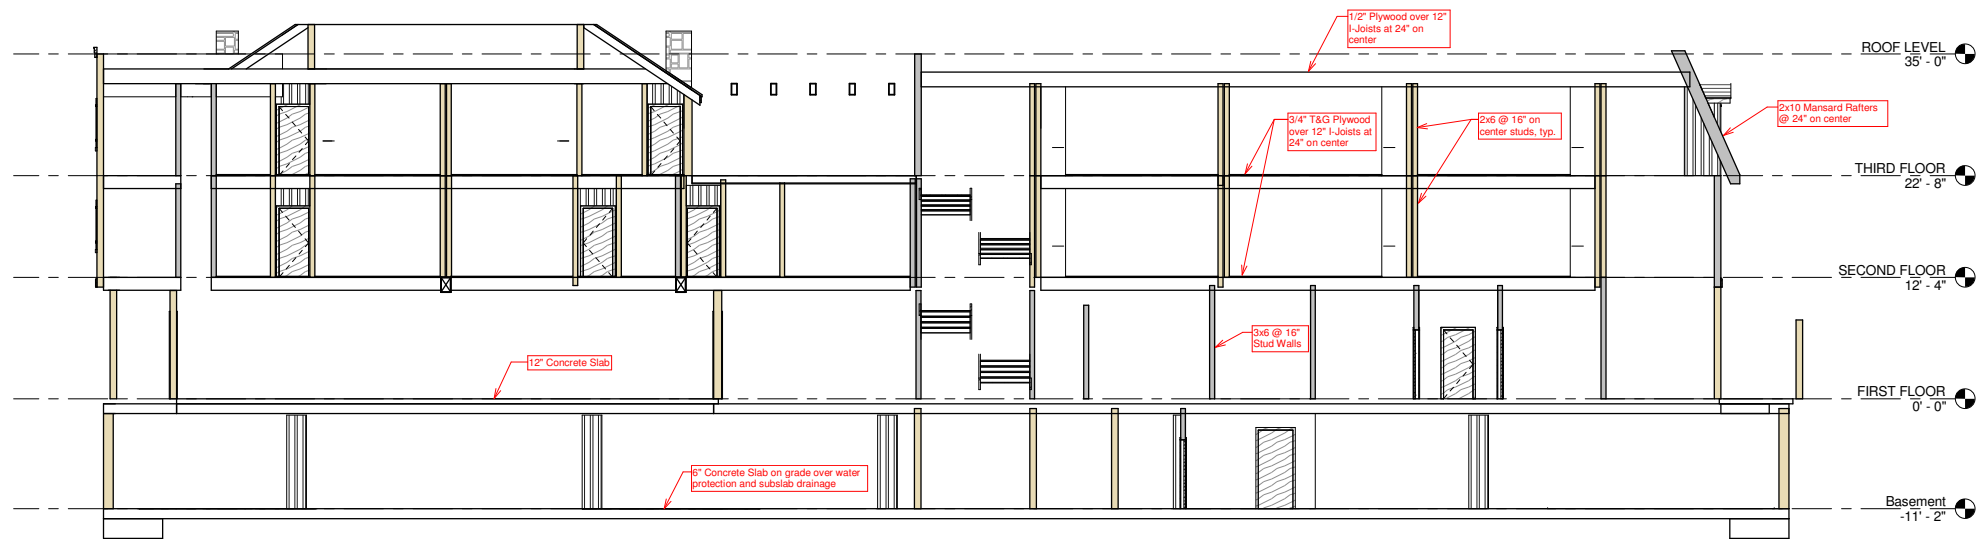 1/2" Plywood over 12"
I-Joists at 24" on
center
ROOF LEVEL
35' - 0"
2x10 Mansard Rafters
@ 24" on center
3/4" T&G Plywood
over 12" I-Joists at
24" on center
2x6 @ 16" on
center studs, typ.
THIRD FLOOR
22' - 8"
SECOND FLOOR
12' - 4"
3x6 @ 16"
Stud Walls
12" Concrete Slab
FIRST FLOOR
0' - 0"
6" Concrete Slab on grade over water
protection and subslab drainage
Basement
-11' - 2"